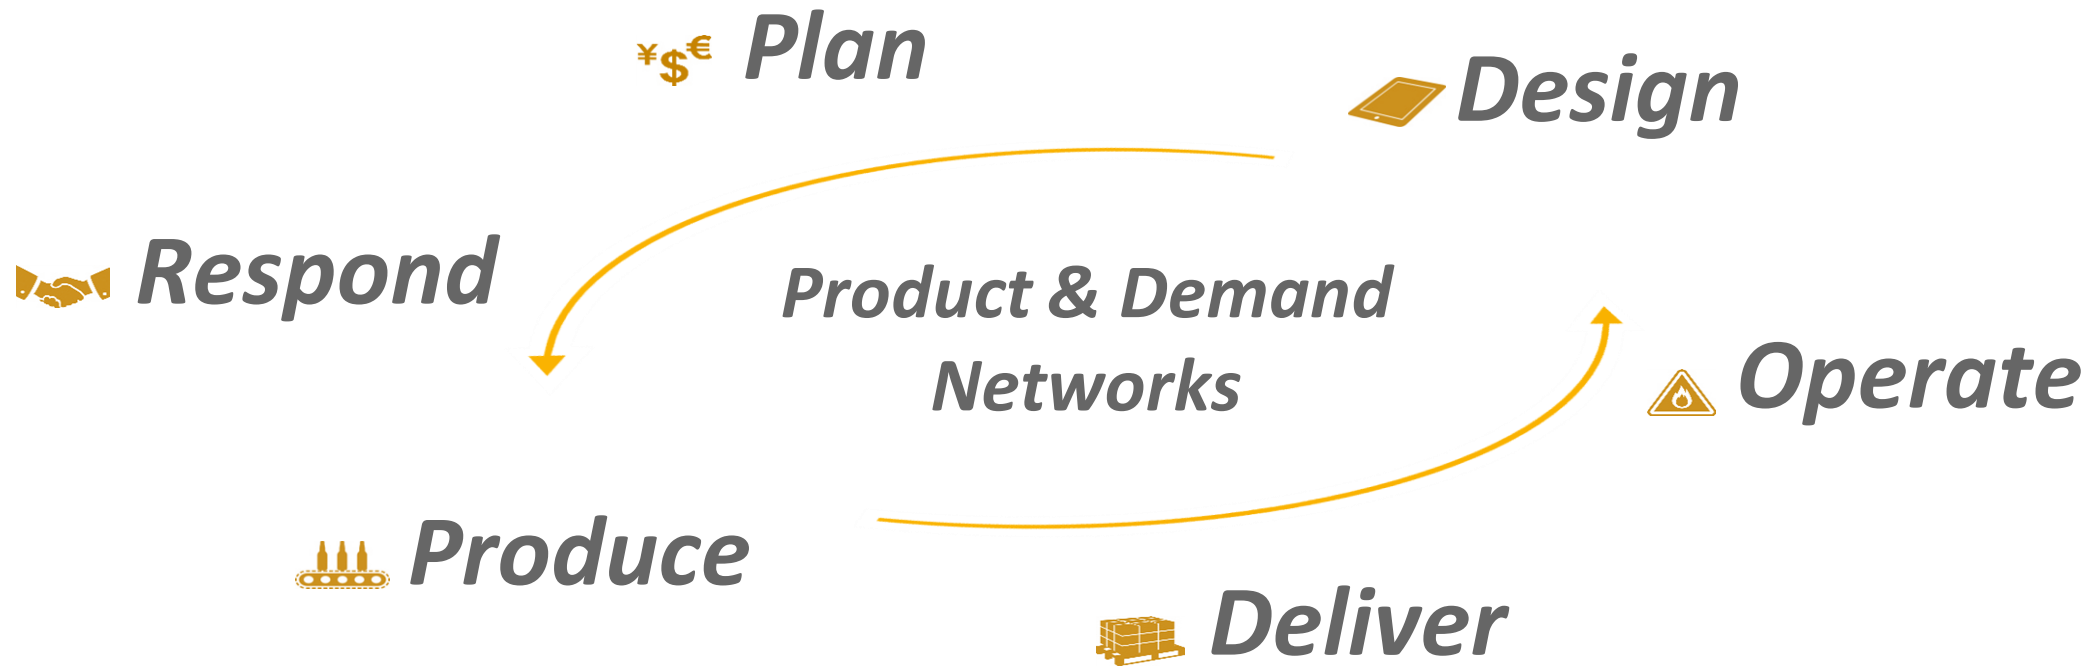 ¥$€ Plan
Design
Respond
Product & Demand
Networks
Operate
Produce
Deliver